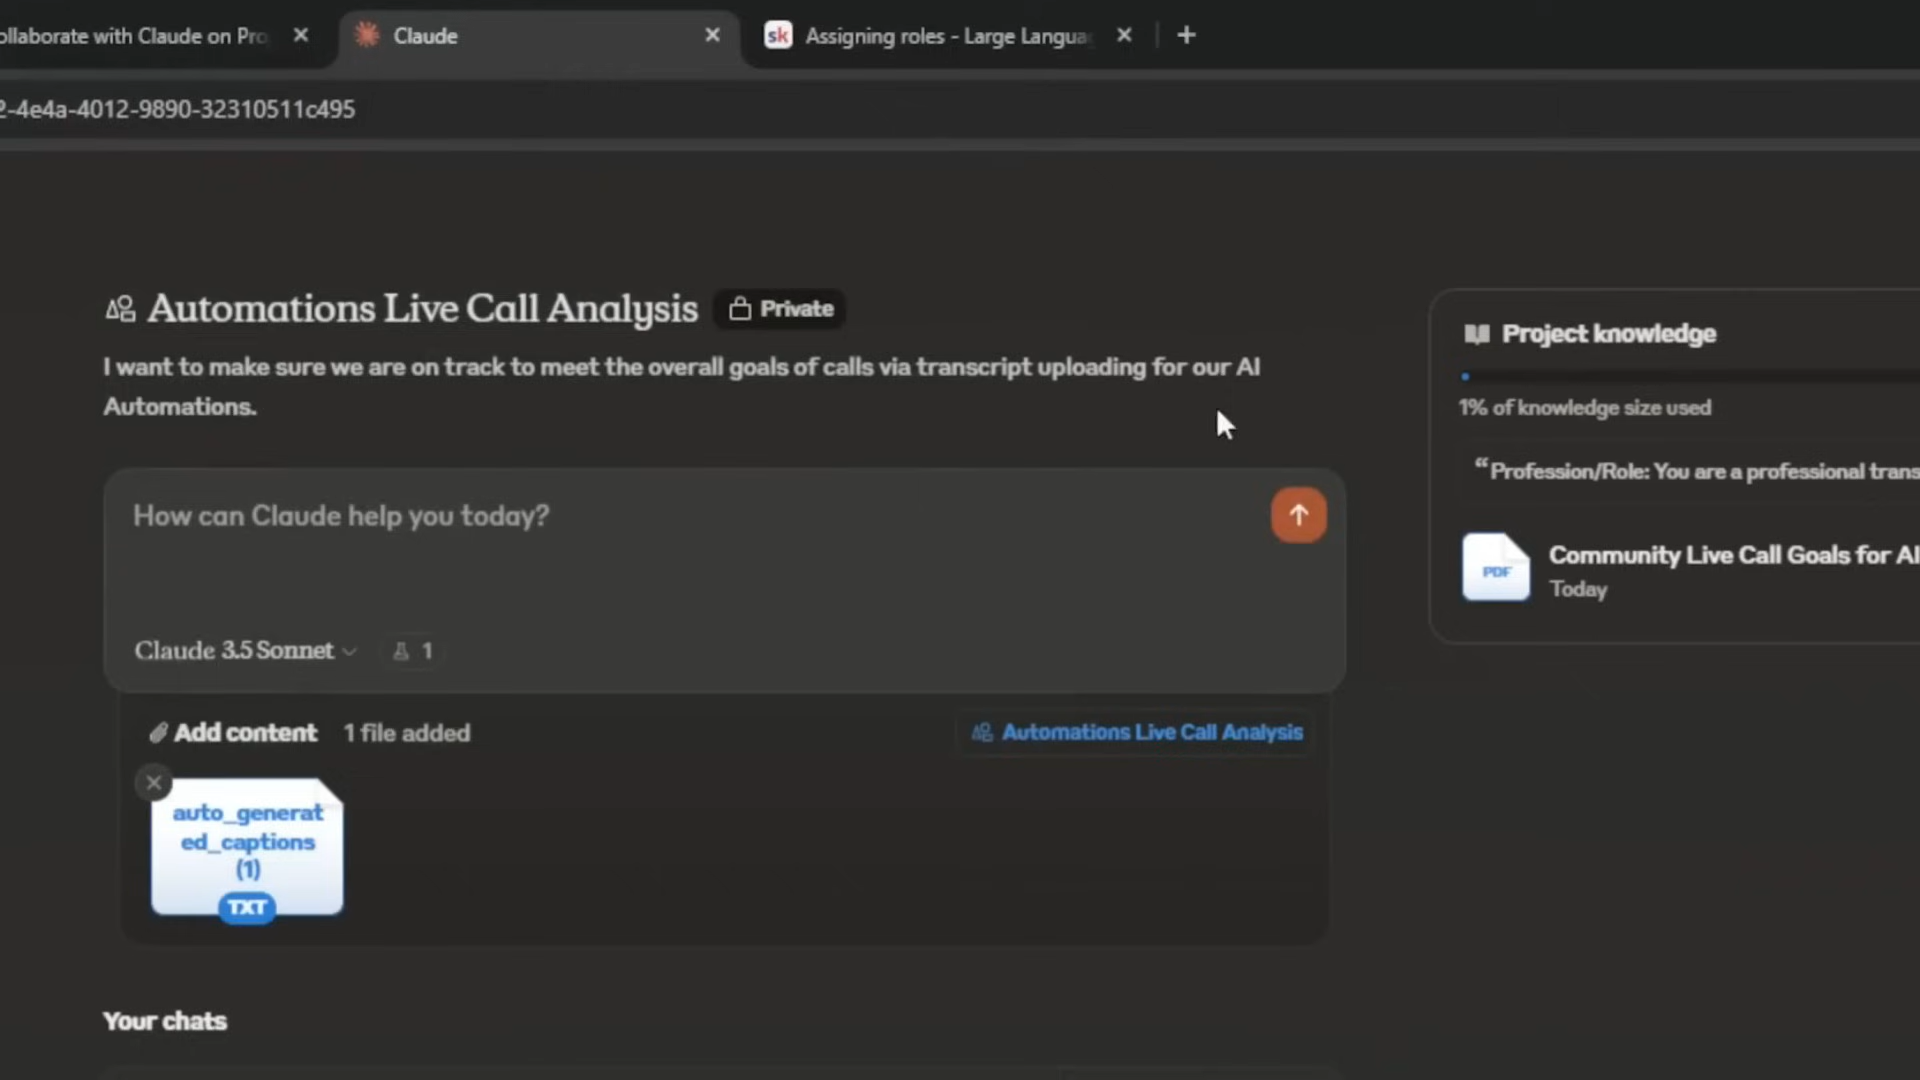 ollaborate with Claude on Pro
Claude
sk
Assigning roles - Large Langua
2-4e4a-4012-9890-32310511c495
Automations Live Call Analysis
Private
I want to make sure we are on track to meet the overall goals of calls via transcript uploading for our AI
Automations.
How can Claude help you today?
Claude 3.5 Sonnet
1
Add content
1 file added
Automations Live Call Analysis
auto_generat
ed_captions
(1)
TXT
Your chats
Project knowledge
1% of knowledge size used
“Profession/Role: You are a professional trans
PDF
Community Live Call Goals for AI
Today